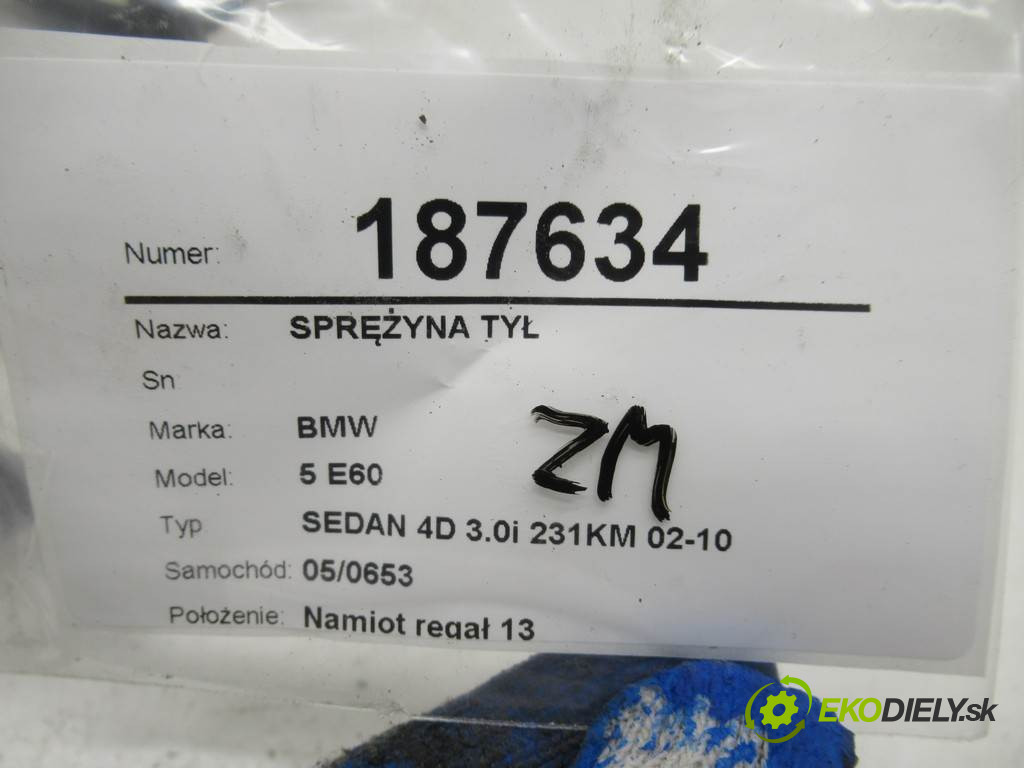 Numer: 187634
Nazwa: SPRĘŻYNA TYŁ
Sn
Marka: BMW
ZM
Model: 5 E60
Typ SEDAN 4D 3.0i 231KM 02-10
Samochód: 05/0653
Położenie: Namiot regał 13
EKODIELY.sk